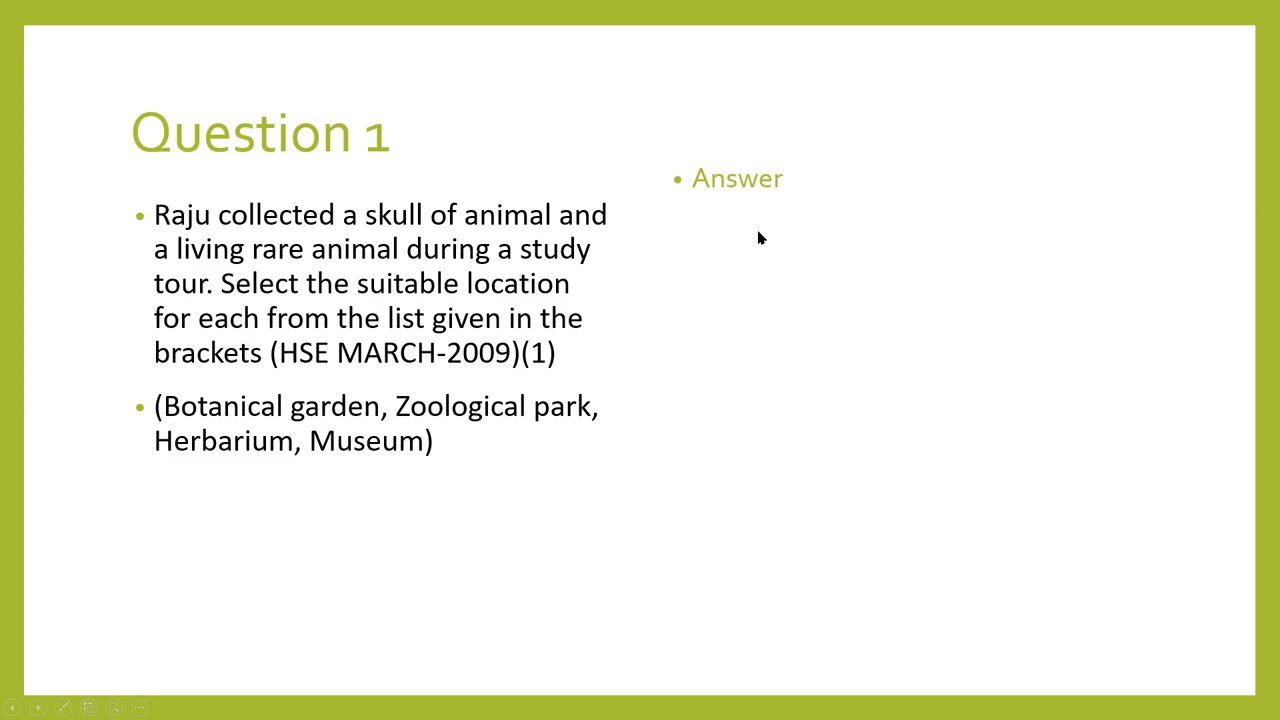 Question 1
• Raju collected a skull of animal and
a living rare animal during a study
tour. Select the suitable location
for each from the list given in the
brackets (HSE MARCH-2009)(1)
• (Botanical garden, Zoological park,
Herbarium, Museum)
• Answer